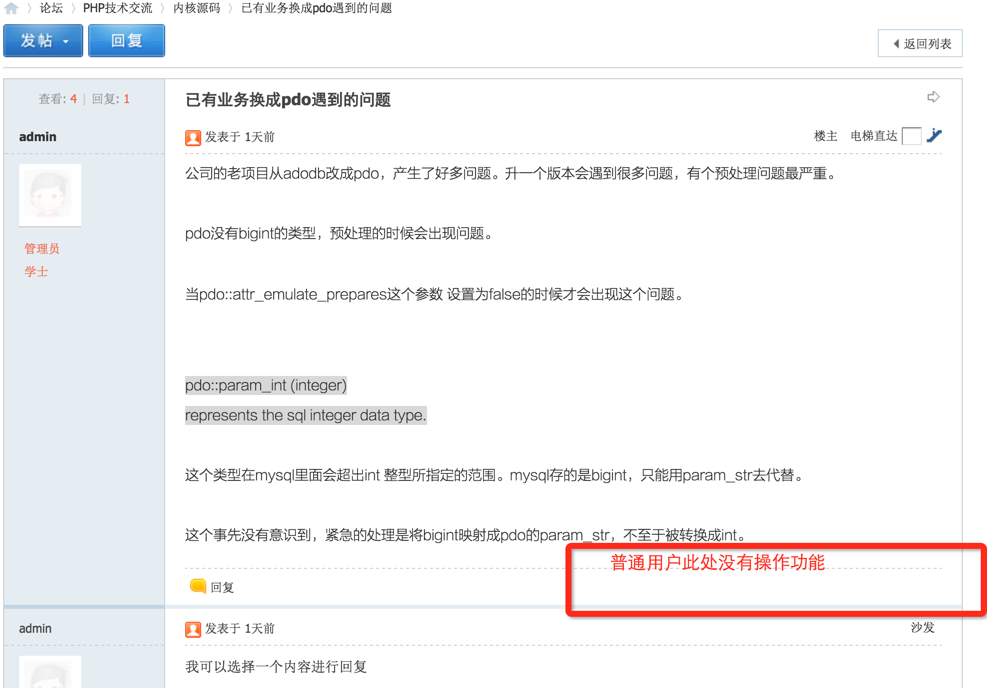 论坛 〉 PHP技术交流 〉 内核源码 〉 已有业务换成pdo遇到的问题
发帖 回复 返回列表
查看: 4 | 回复: 1
已有业务换成pdo遇到的问题
admin
发表于 1天前 楼主 电梯直达
管理员
学士
公司的老项目从adodb改成pdo，产生了好多问题。升一个版本会遇到很多问题，有个预处理问题最严重。
pdo没有bigint的类型，预处理的时候会出现问题。
当pdo::attr_emulate_prepares这个参数 设置为false的时候才会出现这个问题。
pdo::param_int (integer)
represents the sql integer data type.
这个类型在mysql里面会超出int 整型所指定的范围。mysql存的是bigint，只能用param_str去代替。
这个事先没有意识到，紧急的处理是将bigint映射成pdo的param_str，不至于被转换成int。
普通用户此处没有操作功能
回复
admin
发表于 1天前 沙发
我可以选择一个内容进行回复